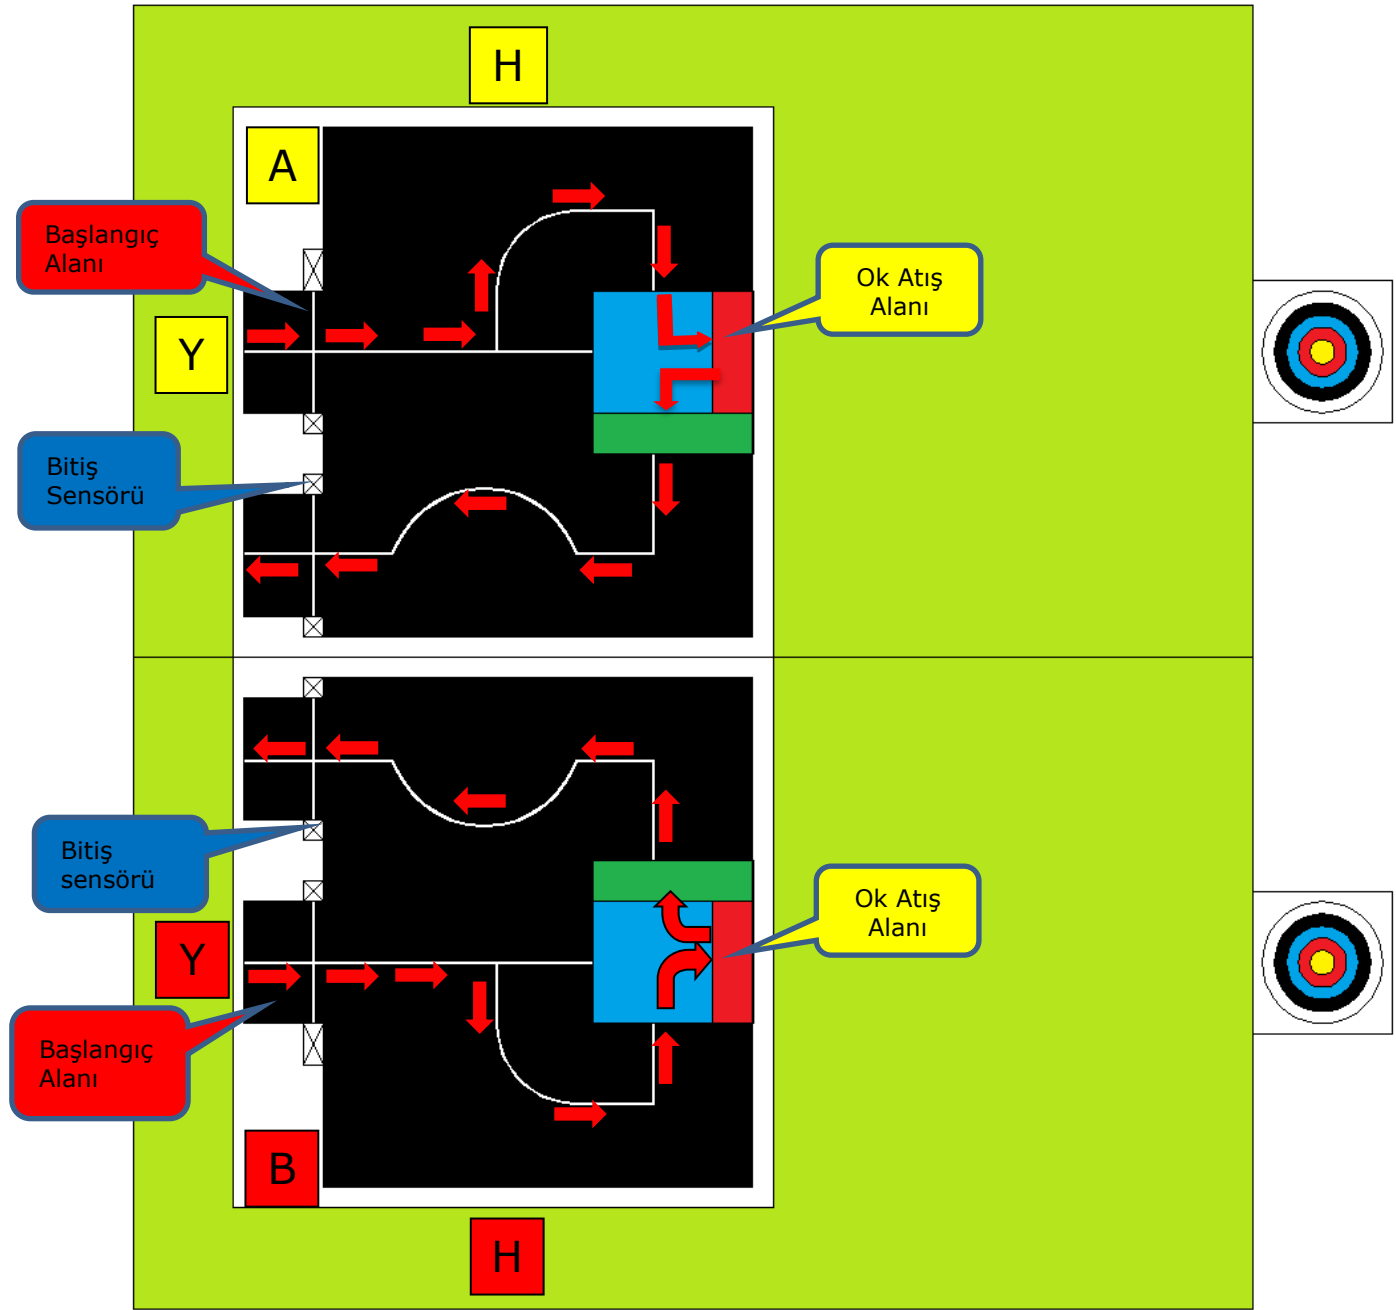 H
A
Başlangıç
Alanı
Ok Atış
Alanı
Y
Bitiş
Sensörü
Bitiş
sensörü
Ok Atış
Alanı
Y
Başlangıç
Alanı
B
H